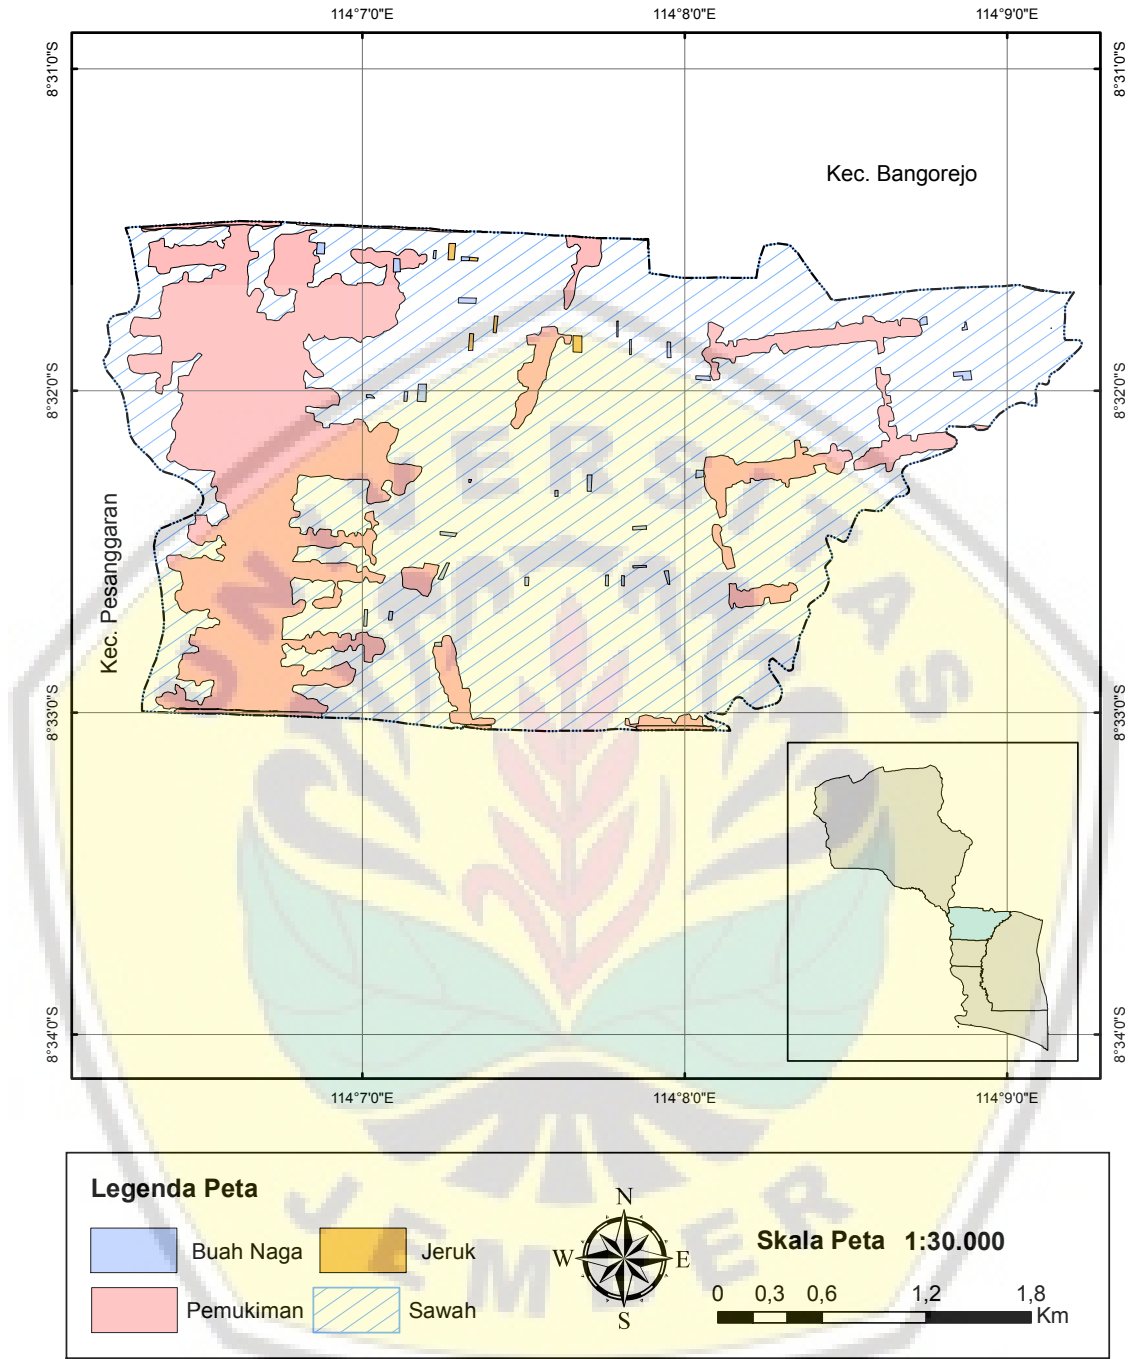 114°7'0"E 114°8'0"E 114°9'0"E
8°31'0"S 8°31'0"S
Kec. Bangorejo
8°32'0"S 8°32'0"S
Kec. Pesanggaran
UNIVERSITAS
8°33'0"S 8°33'0"S
8°34'0"S 8°34'0"S
114°7'0"E 114°8'0"E 114°9'0"E
JEMBER
Legenda Peta
Buah Naga Jeruk
Pemukiman Sawah
N
W E
S
Skala Peta 1:30.000
0 0,3 0,6 1,2 1,8
Km